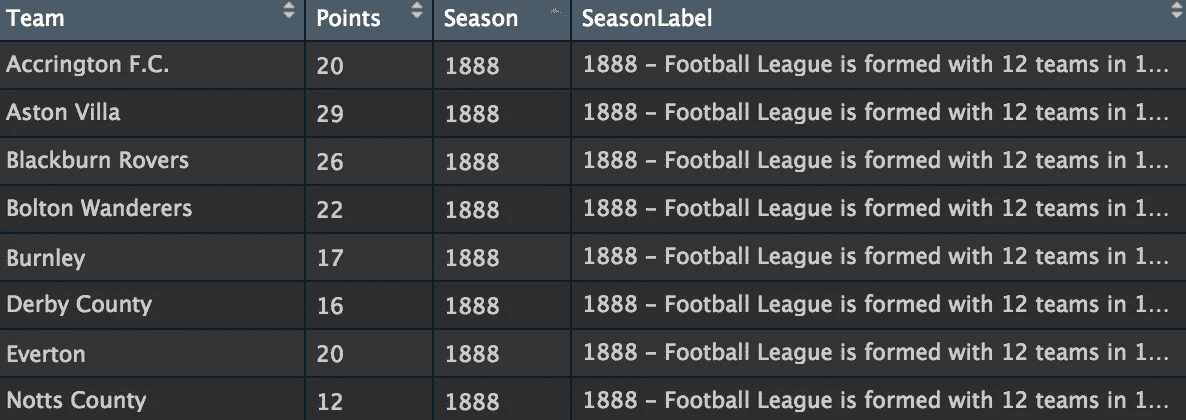 Team Points Season SeasonLabel
Accrington F.C. 20 1888 1888 – Football League is formed with 12 teams in 1...
Aston Villa 29 1888 1888 – Football League is formed with 12 teams in 1...
Blackburn Rovers 26 1888 1888 – Football League is formed with 12 teams in 1...
Bolton Wanderers 22 1888 1888 – Football League is formed with 12 teams in 1...
Burnley 17 1888 1888 – Football League is formed with 12 teams in 1...
Derby County 16 1888 1888 – Football League is formed with 12 teams in 1...
Everton 20 1888 1888 – Football League is formed with 12 teams in 1...
Notts County 12 1888 1888 – Football League is formed with 12 teams in 1...